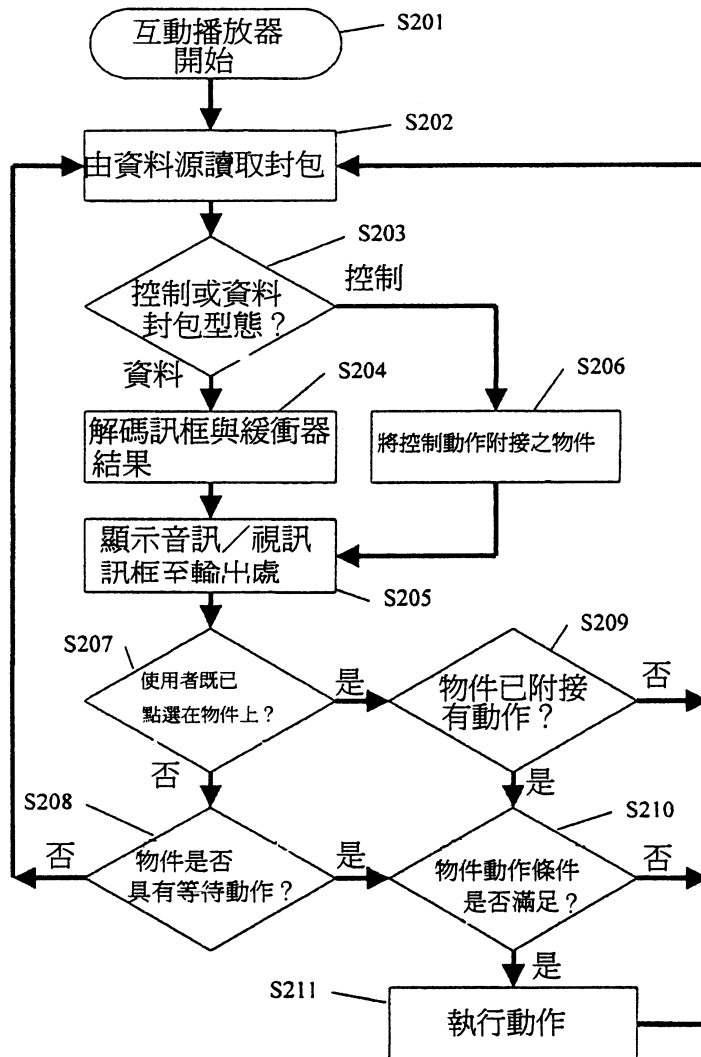 互動播放器
開始
S201
由資料源讀取封包
S202
控制或資料
封包型態？
S203
控制
資料
解碼訊框與緩衝器
結果
S204
將控制動作附接之物件
S206
顯示音訊／視訊
訊框至輸出處
S205
使用者既已
點選在物件上？
S207
是
否
物件已附接
有動作？
S209
否
是
物件是否
具有等待動作？
S208
否
是
物件動作條件
是否滿足？
S210
否
是
執行動作
S211